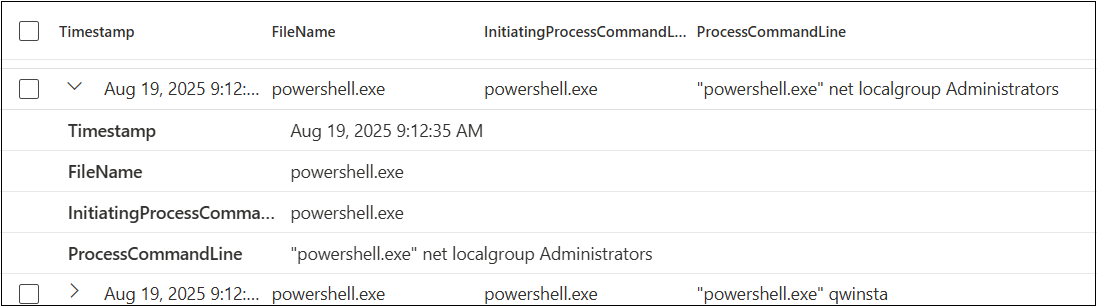 Timestamp FileName InitiatingProcessCommandL... ProcessCommandLine
Aug 19, 2025 9:12:... powershell.exe powershell.exe "powershell.exe" net localgroup Administrators
Timestamp Aug 19, 2025 9:12:35 AM
FileName powershell.exe
InitiatingProcessComma... powershell.exe
ProcessCommandLine "powershell.exe" net localgroup Administrators
Aug 19, 2025 9:12:... powershell.exe powershell.exe "powershell.exe" qwinsta